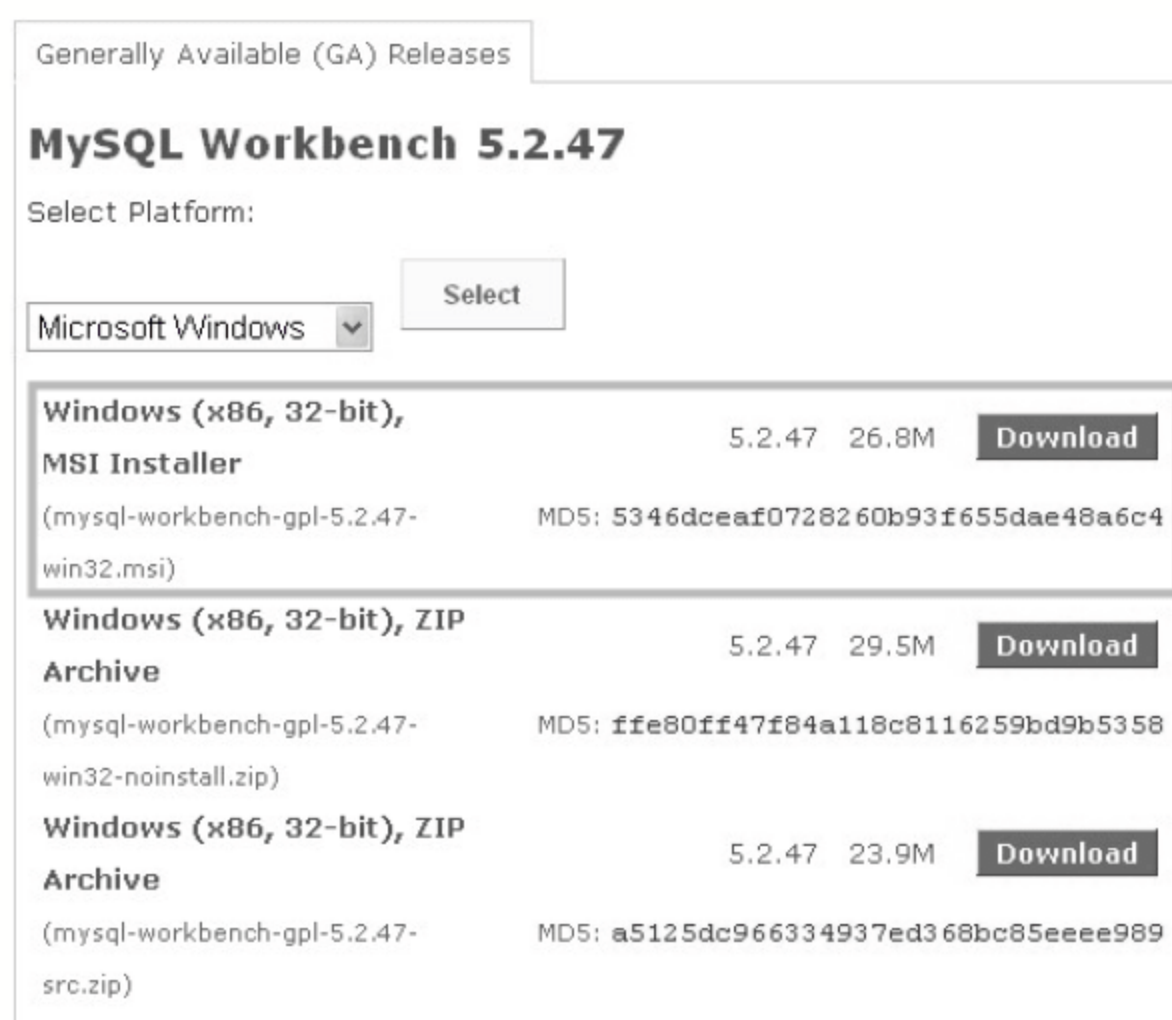 Generally Available (GA) Releases
MySQL Workbench 5.2.47
Select Platform:
Select
Microsoft Windows
Windows (x86, 32-bit),
MSI Installer
5.2.47 26.8M Download
(mysql-workbench-gpl-5.2.47-
win32.msi)
MD5: 5346dceaf0728260b93f655dae48a6c4
Windows (x86, 32-bit), ZIP
Archive
5.2.47 29.5M Download
(mysql-workbench-gpl-5.2.47-
win32-noinstall.zip)
MD5: ffe80ff47f84a118c8116259bd9b5358
Windows (x86, 32-bit), ZIP
Archive
5.2.47 23.9M Download
(mysql-workbench-gpl-5.2.47-
src.zip)
MD5: a5125dc966334937ed368bc85eeee989